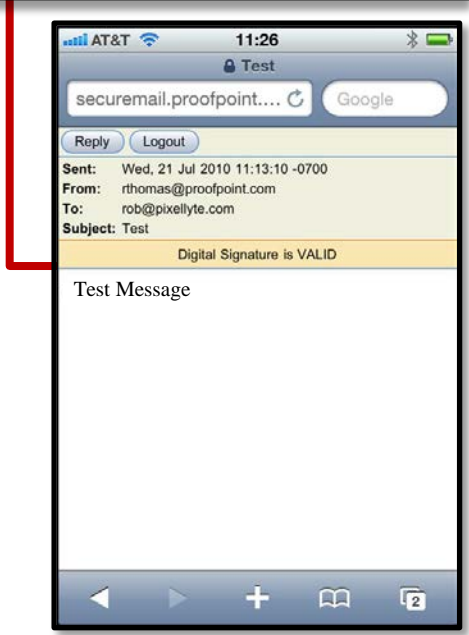 AT&T 11:26
Test
securemail.proofpoint.... Google
Reply Logout
Sent: Wed, 21 Jul 2010 11:13:10 -0700
From: rthomas@proofpoint.com
To: rob@pixellyte.com
Subject: Test
Digital Signature is VALID
Test Message
2